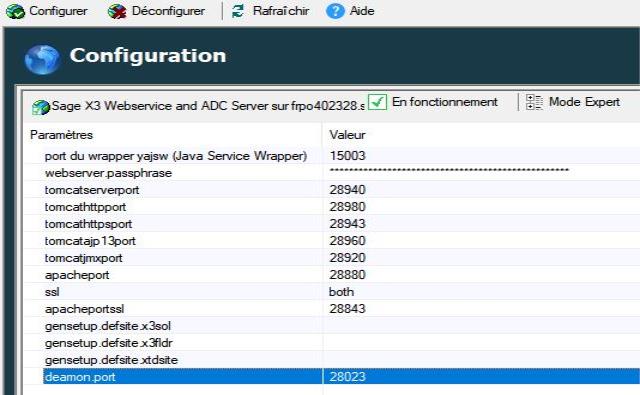 Configurer Déconfigurer Rafraîchir Aide
Configuration
Sage X3 Webservice and ADC Server sur frpo402328.s En fonctionnement Mode Expert
Paramètres Valeur
port du wrapper yajsw (Java Service Wrapper) 15003
webserver.passphrase
tomcatserverport 28940
tomcathttpport 28980
tomcathttpsport 28943
tomcatajp13port 28960
tomcatjmxport 28920
apacheport 28880
ssl both
apacheportssl 28843
gensetup.defsite.x3sol
gensetup.defsite.x3fldr
gensetup.defsite.xtdsite
deamon.port 28023